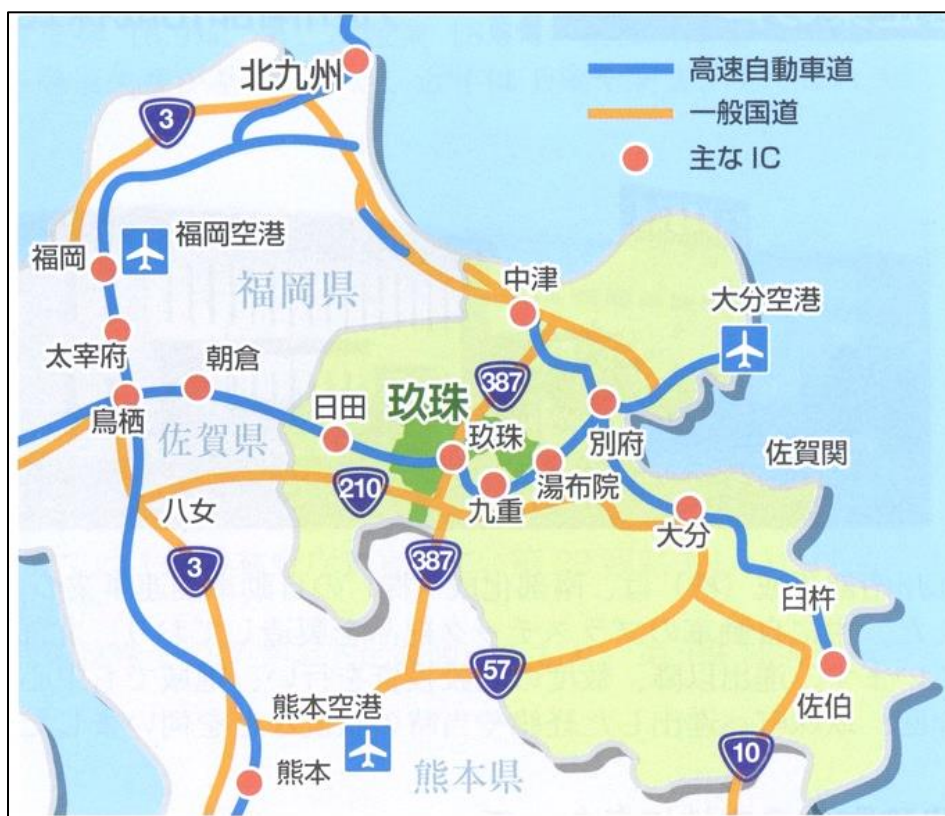 北九州
高速自動車道
一般国道
主なIC
3
福岡空港
福岡
福岡県
中津
大分空港
太宰府
朝倉
387
鳥栖
日田
玖珠
玖珠
佐賀県
別府
佐賀関
210
九重
湯布院
八女
大分
387
3
臼杵
57
熊本空港
佐伯
10
熊本
熊本県